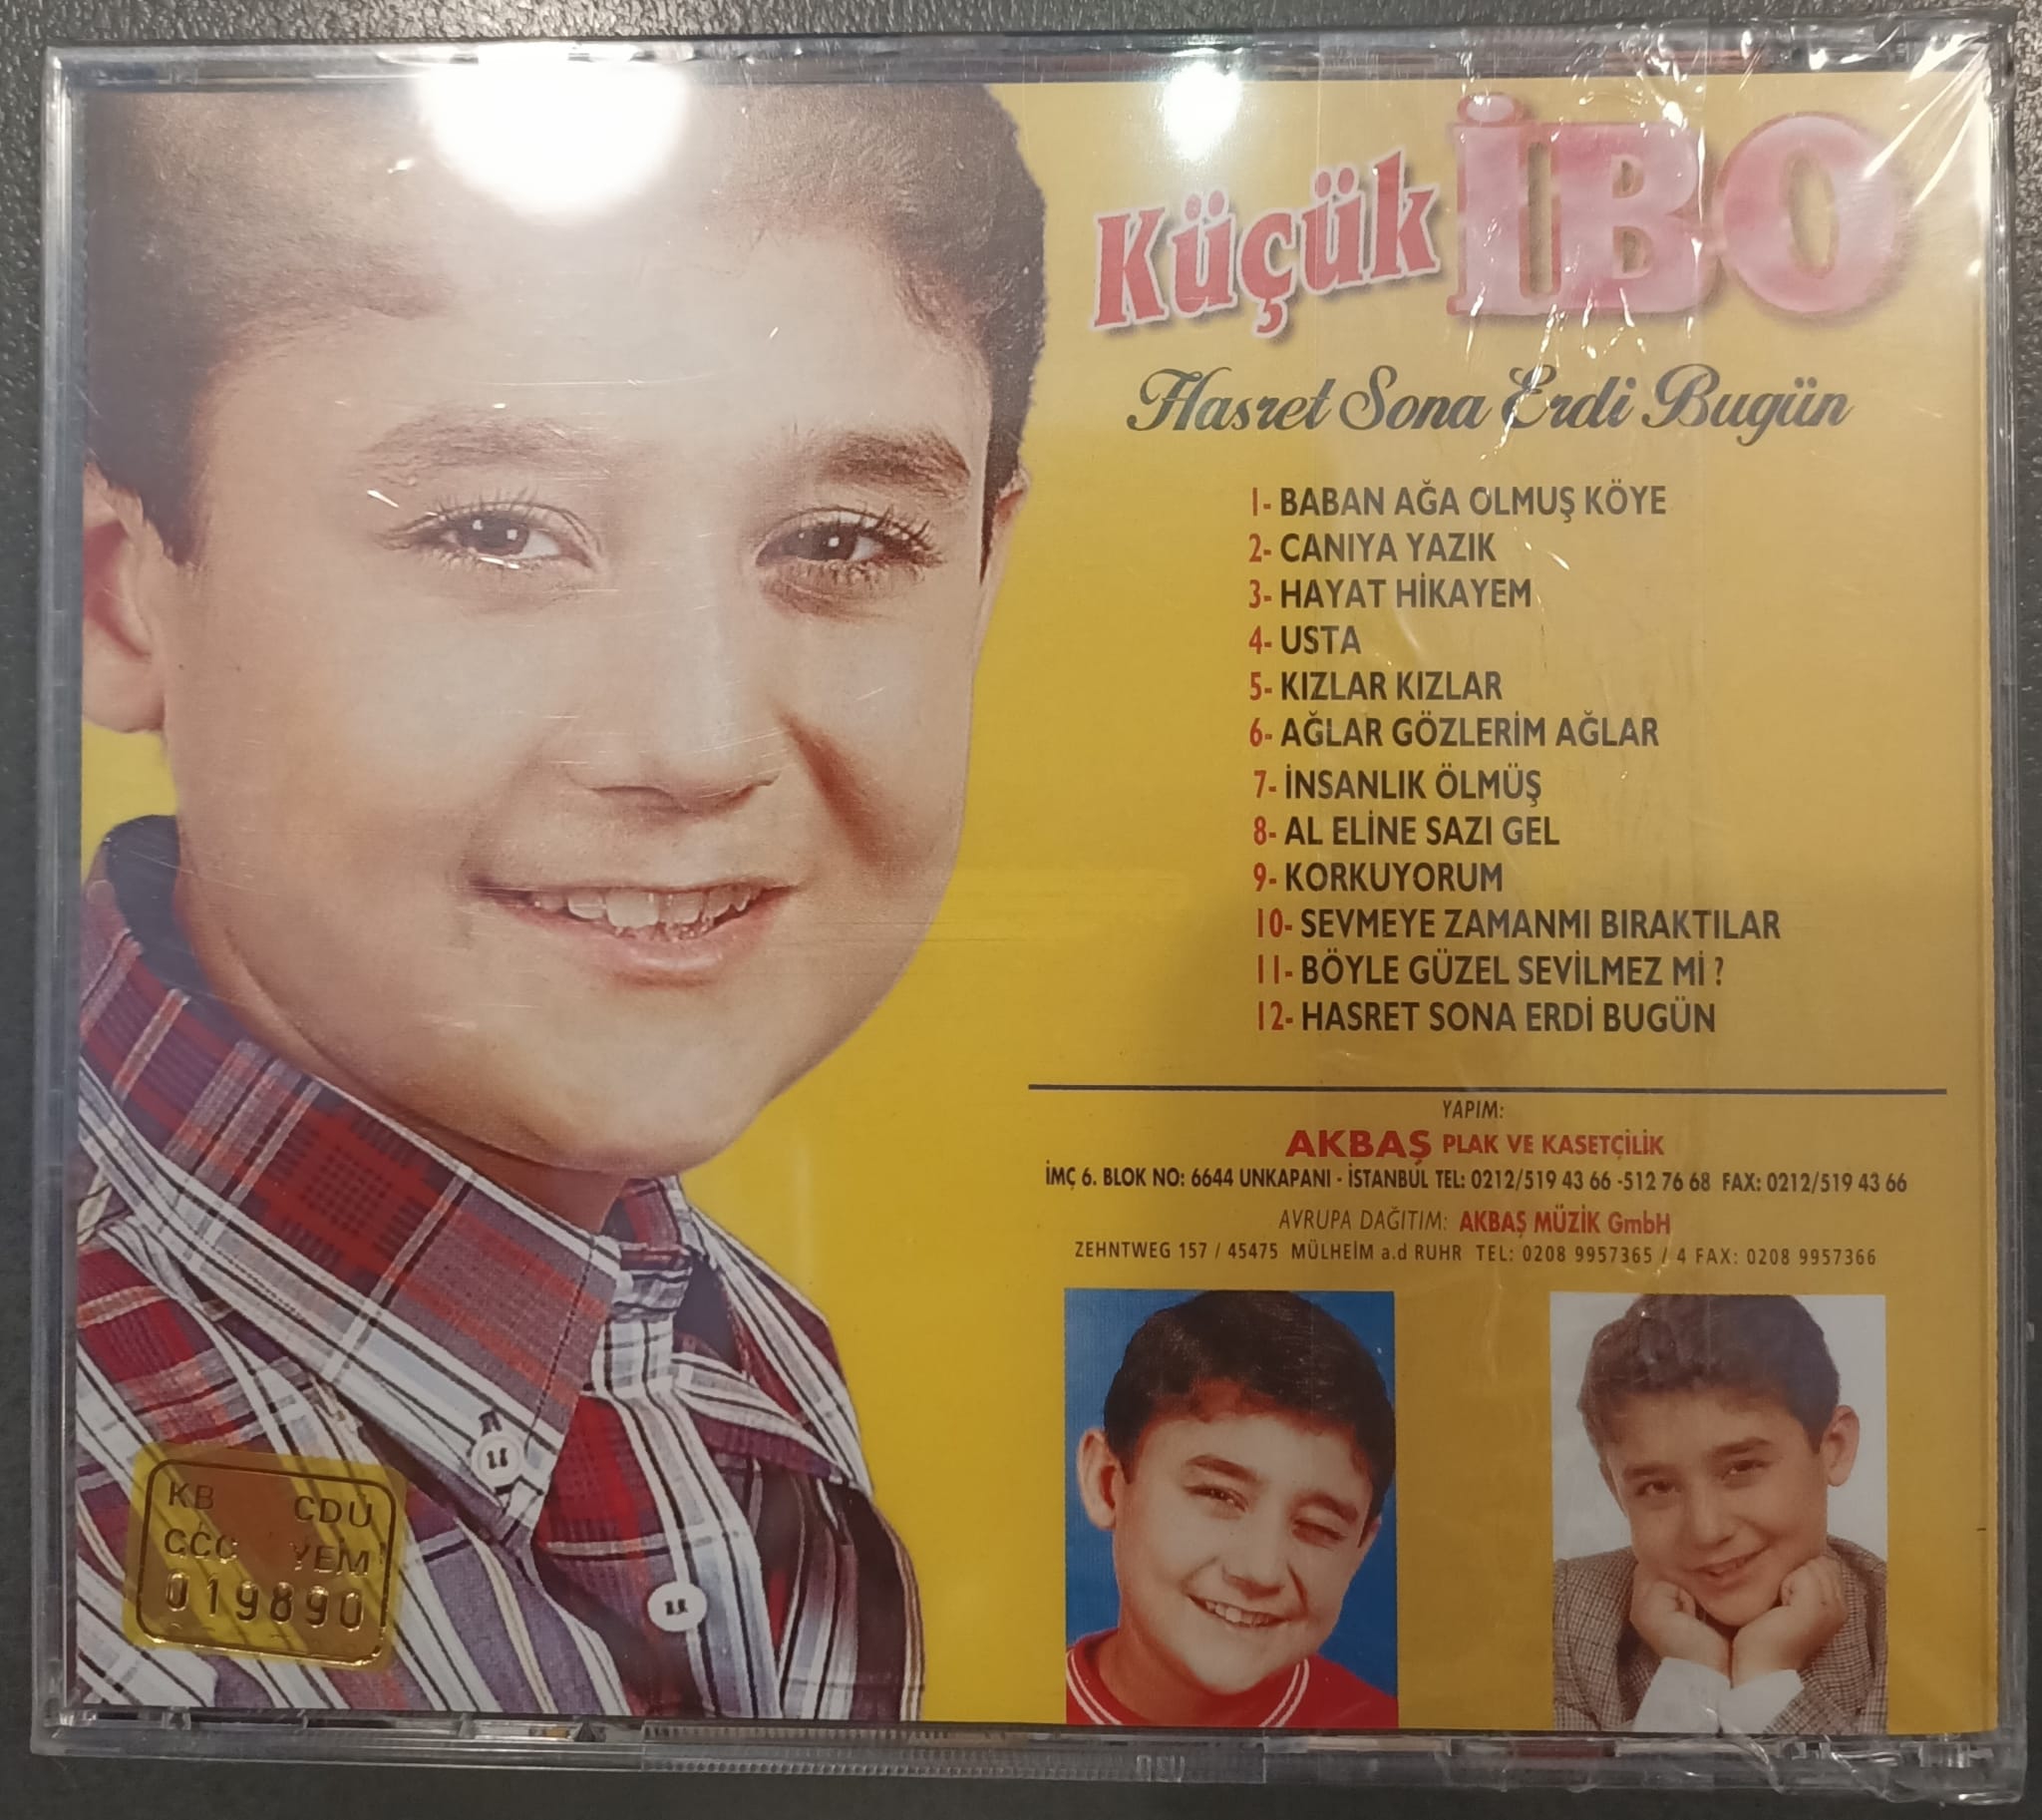 Küçük İBO
Hasret Sona Erdi Bugün
1- BABAN AĞA OLMUŞ KÖYE
2- CANIYA YAZIK
3- HAYAT HİKAYEM
4- USTA
5- KIZLAR KIZLAR
6- AĞLAR GÖZLERİM AĞLAR
7- İNSANLIK ÖLMÜŞ
8- AL ELİNE SAZI GEL
9- KORKUYORUM
10- SEVMEYE ZAMANMI BIRAKTILAR
11- BÖYLE GÜZEL SEVİLMEZ Mİ ?
12- HASRET SONA ERDİ BUGÜN
YAPIM:
AKBAŞ PLAK VE KASETÇİLİK
İMÇ 6. BLOK NO: 6644 UNKAPANI - İSTANBUL TEL: 0212/519 43 66 -512 76 68 FAX: 0212/519 43 66
AVRUPA DAĞITIM: AKBAŞ MÜZİK GmbH
ZEHNTWEG 157 / 45475 MÜLHEİM a.d RUHR TEL: 0208 9957365 / 4 FAX: 0208 9957366
KB CDU
CCC YEM
019890